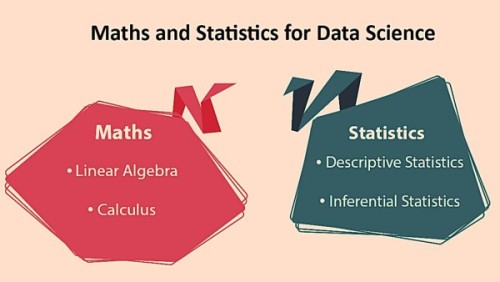 Maths and Statistics for Data Science
Maths
• Linear Algebra
• Calculus
Statistics
• Descriptive Statistics
• Inferential Statistics